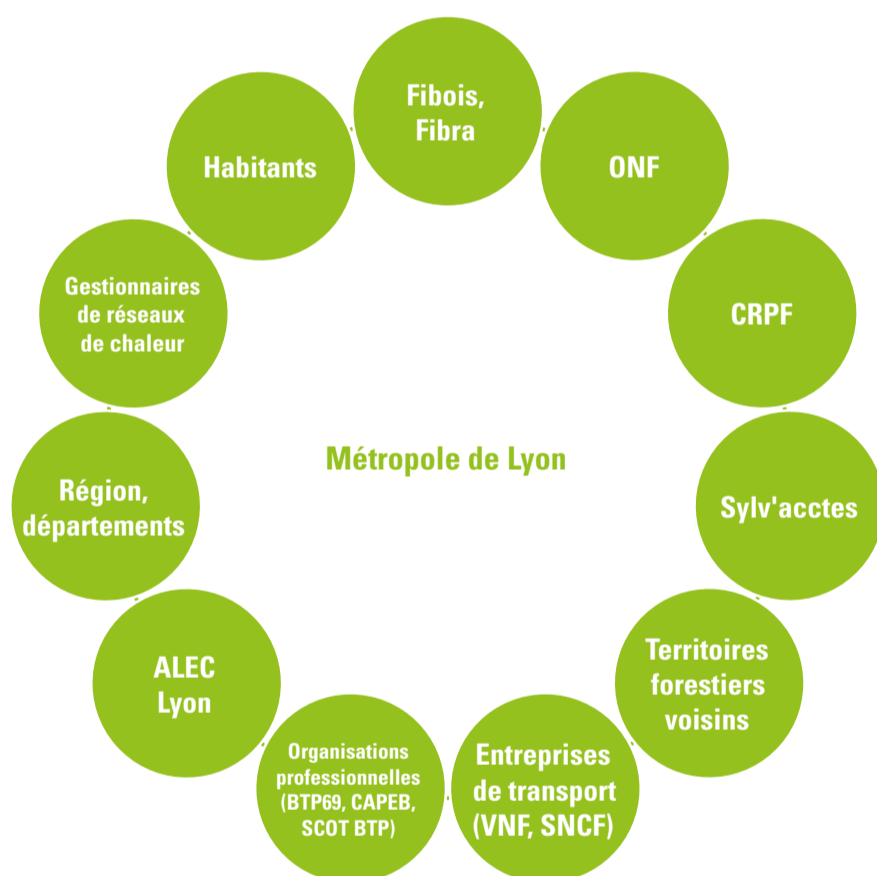 Fibois,
Fibra
ONF
CRPF
Sylv'acctes
Territoires
forestiers
voisins
Entreprises
de transport
(VNF, SNCF)
Organisations
professionnelles
(BTP69, CAPEB,
SCOT BTP)
ALEC
Lyon
Région,
départements
Gestionnaires
de réseaux
de chaleur
Habitants
Métropole de Lyon